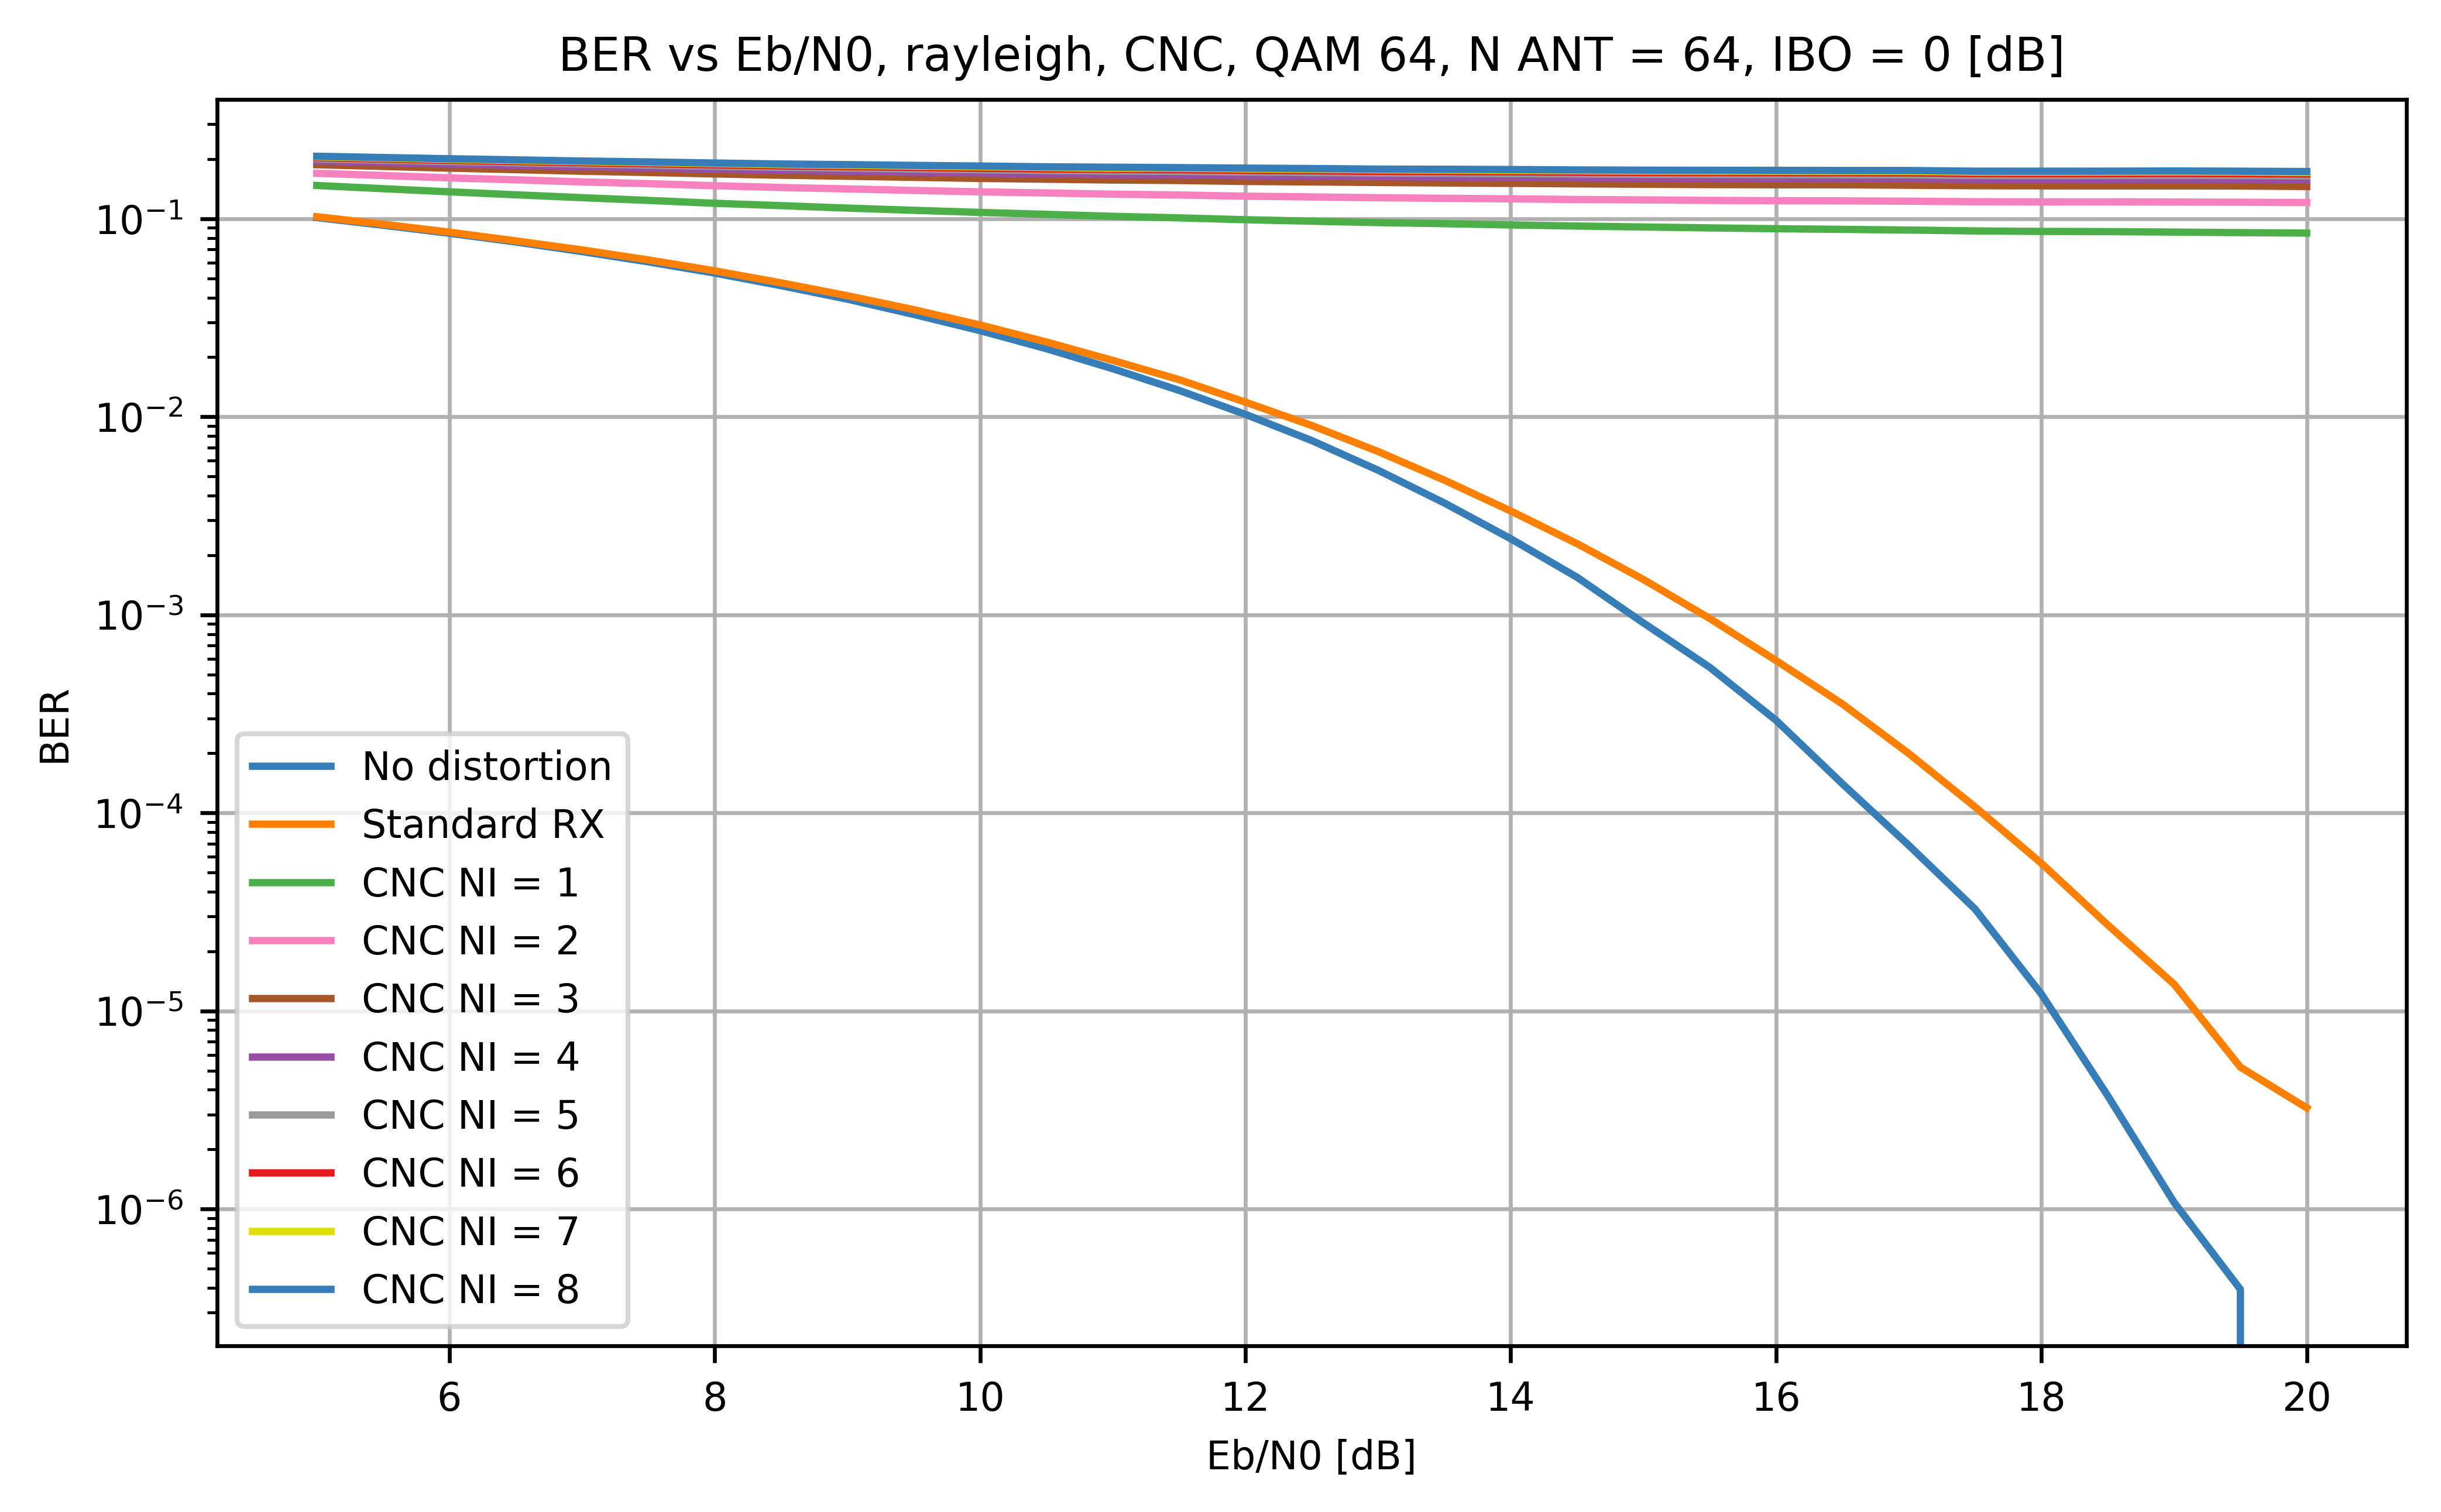 BER vs Eb/N0, rayleigh, CNC, QAM 64, N ANT = 64, IBO = 0 [dB]
10⁻¹
10⁻²
10⁻³
10⁻⁴
10⁻⁵
10⁻⁶
BER
No distortion
Standard RX
CNC NI = 1
CNC NI = 2
CNC NI = 3
CNC NI = 4
CNC NI = 5
CNC NI = 6
CNC NI = 7
CNC NI = 8
6 8 10 12 14 16 18 20
Eb/N0 [dB]